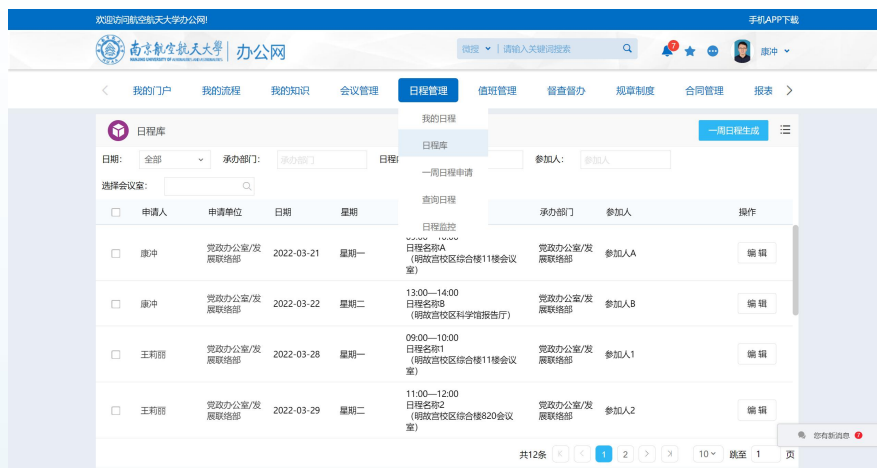 欢迎访问航空航天大学办公网! 手机APP下载
南京航空航天大学 办公网 微搜 请输入关键词搜索 7 康冲
我的门户 我的流程 我的知识 会议管理 日程管理 值班管理 督查督办 规章制度 合同管理 报表
我的日程
日程库
一周日程申请
查询日程
日程监控
日程库 一周日程生成
日期: 全部 承办部门: 承办部门 日程 参加人: 参加人
选择会议室:
申请人 申请单位 日期 星期 承办部门 参加人 操作
康冲 党政办公室/发展联络部 2022-03-21 星期一 日程名称A 党政办公室/发展联络部 参加人A 编辑
(明故宫校区综合楼11楼会议室)
13:00—14:00
康冲 党政办公室/发展联络部 2022-03-22 星期二 日程名称B 党政办公室/发展联络部 参加人B 编辑
(明故宫校区科学馆报告厅)
09:00—10:00
王莉丽 党政办公室/发展联络部 2022-03-28 星期一 日程名称1 党政办公室/发展联络部 参加人1 编辑
(明故宫校区综合楼11楼会议室)
11:00—12:00
王莉丽 党政办公室/发展联络部 2022-03-29 星期二 日程名称2 党政办公室/发展联络部 参加人2 编辑
(明故宫校区综合楼820会议室)
您有新消息
共12条 1 2 10 跳至 1 页